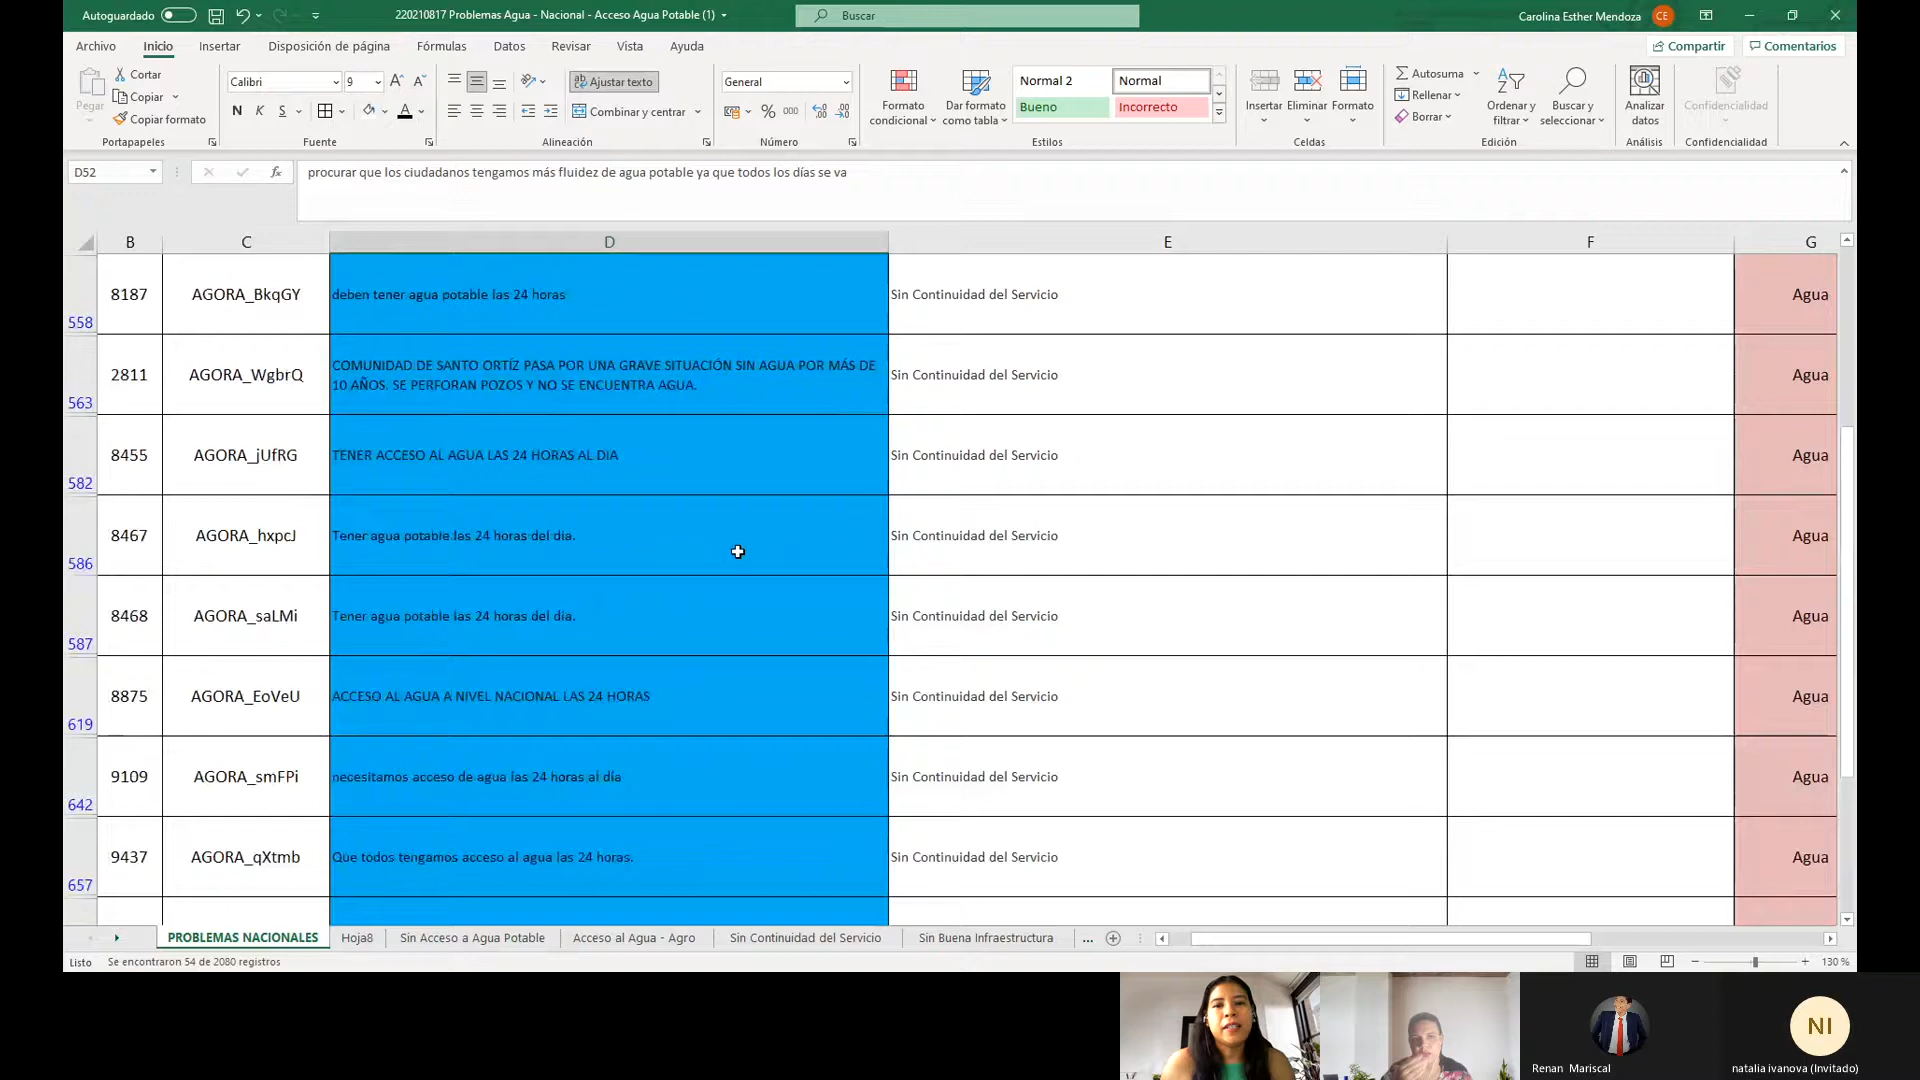 Autoguardado
220210817 Problemas Agua - Nacional - Acceso Agua Potable (1)
Buscar
Carolina Esther Mendoza
CE
Archivo
Inicio
Insertar
Disposición de página
Fórmulas
Datos
Revisar
Vista
Ayuda
Compartir
Comentarios
Pegar
Cortar
Copiar
Copiar formato
Portapapeles
Calibri
9
N K S
Fuente
Ajustar texto
Combinar y centrar
Alineación
General
% 000
Número
Formato condicional
Dar formato como tabla
Normal 2
Normal
Bueno
Incorrecto
Estilos
Insertar
Eliminar
Formato
Celdas
Autosuma
Rellenar
Borrar
Ordenar y filtrar
Buscar y seleccionar
Edición
Analizar datos
Análisis
Confidencialidad
Confidencialidad
D52
fx
procurar que los ciudadanos tengamos más fluidez de agua potable ya que todos los días se va
B C D E F G
558 8187 AGORA_BkqGY deben tener agua potable las 24 horas Sin Continuidad del Servicio Agua
563 2811 AGORA_WgbrQ COMUNIDAD DE SANTO ORTÍZ PASA POR UNA GRAVE SITUACIÓN SIN AGUA POR MÁS DE
10 AÑOS. SE PERFORAN POZOS Y NO SE ENCUENTRA AGUA. Sin Continuidad del Servicio Agua
582 8455 AGORA_jUfRG TENER ACCESO AL AGUA LAS 24 HORAS AL DIA Sin Continuidad del Servicio Agua
586 8467 AGORA_hxpcJ Tener agua potable las 24 horas del dia. Sin Continuidad del Servicio Agua
587 8468 AGORA_saLMi Tener agua potable las 24 horas del día. Sin Continuidad del Servicio Agua
619 8875 AGORA_EoVeU ACCESO AL AGUA A NIVEL NACIONAL LAS 24 HORAS Sin Continuidad del Servicio Agua
642 9109 AGORA_smFPi necesitamos acceso de agua las 24 horas al día Sin Continuidad del Servicio Agua
657 9437 AGORA_qXtmb Que todos tengamos acceso al agua las 24 horas. Sin Continuidad del Servicio Agua
PROBLEMAS NACIONALES
Hoja8
Sin Acceso a Agua Potable
Acceso al Agua - Agro
Sin Continuidad del Servicio
Sin Buena Infraestructura
...
Listo
Se encontraron 54 de 2080 registros
130 %
NI
Renan Mariscal
natalia ivanova (Invitado)